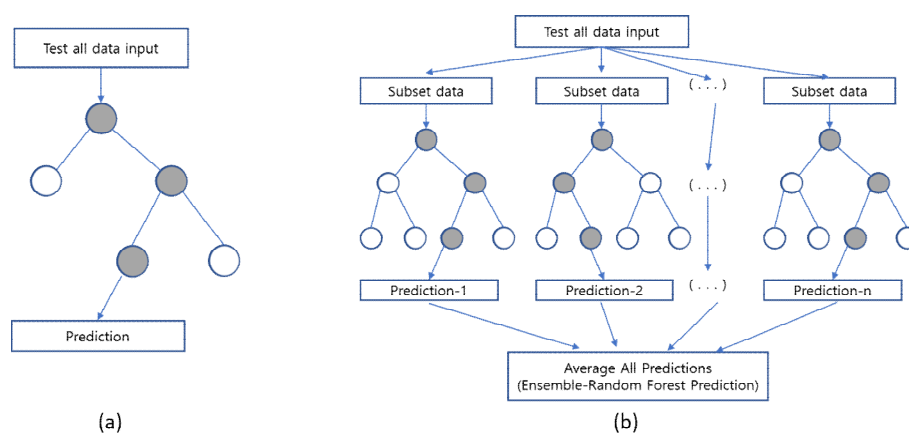 Test all data input
Prediction
(a)
Test all data input
Subset data
Subset data
(...)
Subset data
(...)
Prediction-1
Prediction-2
(...)
Prediction-n
Average All Predictions
(Ensemble-Random Forest Prediction)
(b)